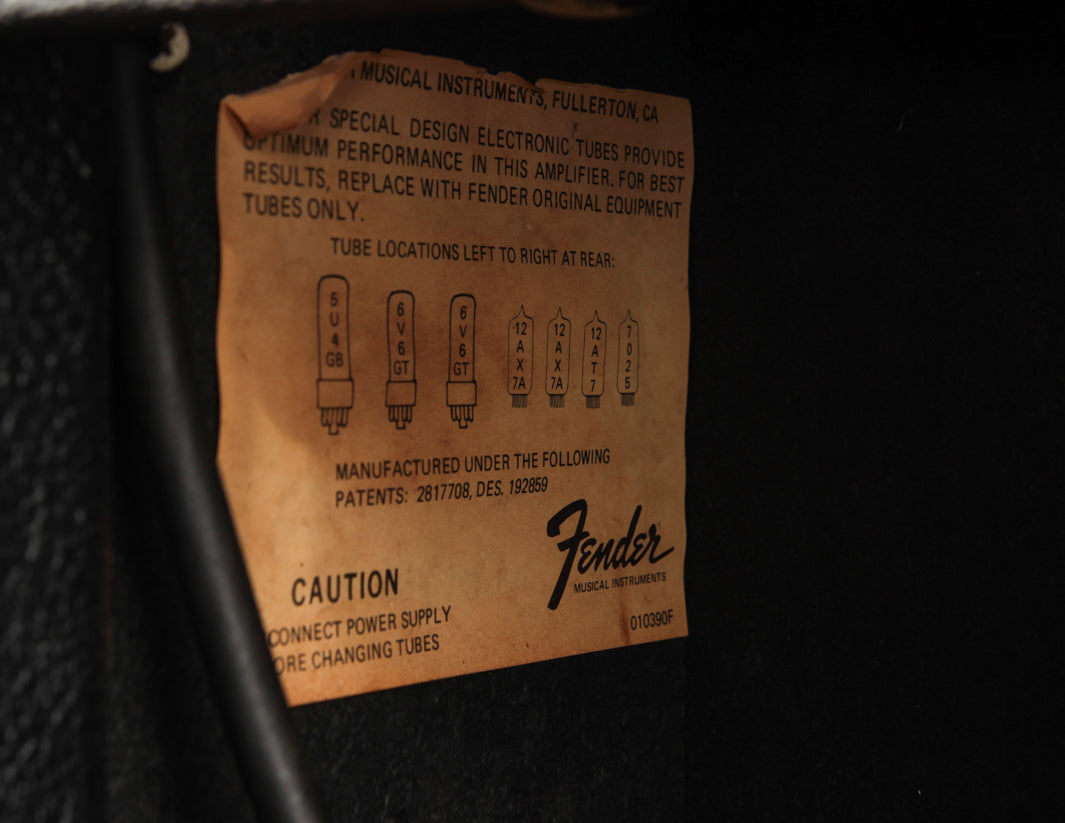 MUSICAL INSTRUMENTS, FULLERTON, CA
SPECIAL DESIGN ELECTRONIC TUBES PROVIDE
OPTIMUM PERFORMANCE IN THIS AMPLIFIER. FOR BEST
RESULTS, REPLACE WITH FENDER ORIGINAL EQUIPMENT
TUBES ONLY.
TUBE LOCATIONS LEFT TO RIGHT AT REAR:
5U4GB
6V6GT
6V6GT
12AX7A
12AX7A
12AT7
7025
MANUFACTURED UNDER THE FOLLOWING
PATENTS: 2817708, DES. 192859
Fender
MUSICAL INSTRUMENTS
010390F
CAUTION
CONNECT POWER SUPPLY
ORE CHANGING TUBES